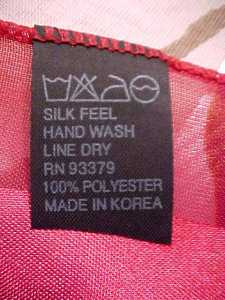 SILK FEEL
HAND WASH
LINE DRY
RN 93379
100% POLYESTER
MADE IN KOREA